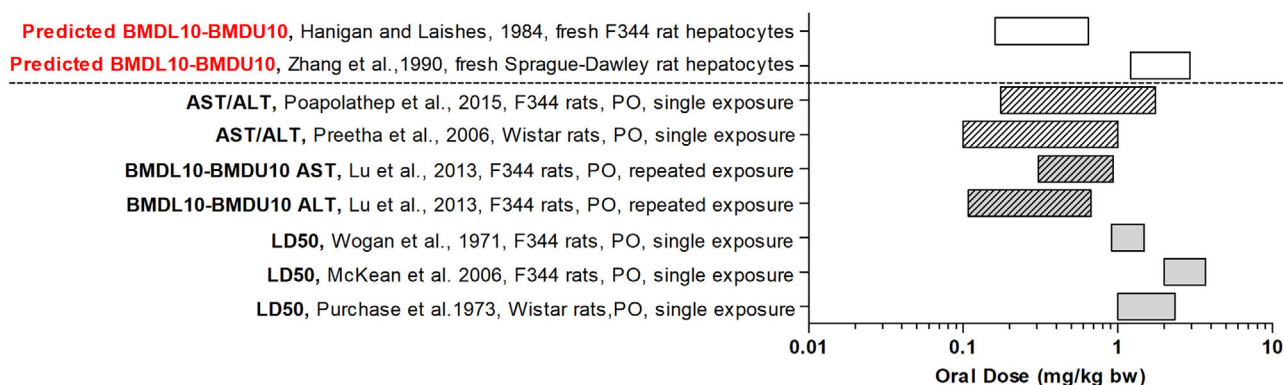 Predicted BMDL10-BMDU10, Hanigan and Laishes, 1984, fresh F344 rat hepatocytes
Predicted BMDL10-BMDU10, Zhang et al.,1990, fresh Sprague-Dawley rat hepatocytes
AST/ALT, Poapolathep et al., 2015, F344 rats, PO, single exposure
AST/ALT, Preetha et al., 2006, Wistar rats, PO, single exposure
BMDL10-BMDU10 AST, Lu et al., 2013, F344 rats, PO, repeated exposure
BMDL10-BMDU10 ALT, Lu et al., 2013, F344 rats, PO, repeated exposure
LD50, Wogan et al., 1971, F344 rats, PO, single exposure
LD50, McKean et al. 2006, F344 rats, PO, single exposure
LD50, Purchase et al.1973, Wistar rats,PO, single exposure
0.01 0.1 1 10
Oral Dose (mg/kg bw)